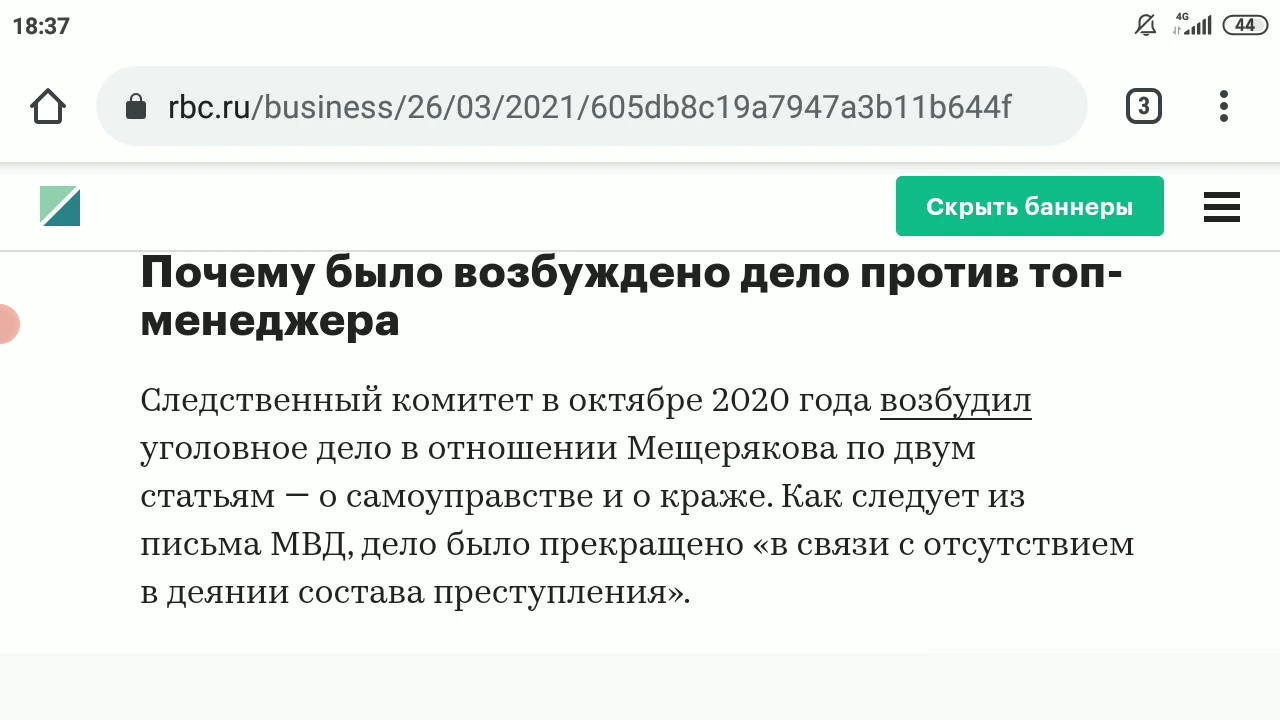 18:37
4G
44
rbc.ru/business/26/03/2021/605db8c19a7947a3b11b644f
3
Скрыть баннеры
Почему было возбуждено дело против топ-
менеджера
Следственный комитет в октябре 2020 года возбудил
уголовное дело в отношении Мещерякова по двум
статьям — о самоуправстве и о краже. Как следует из
письма МВД, дело было прекращено «в связи с отсутствием
в деянии состава преступления».